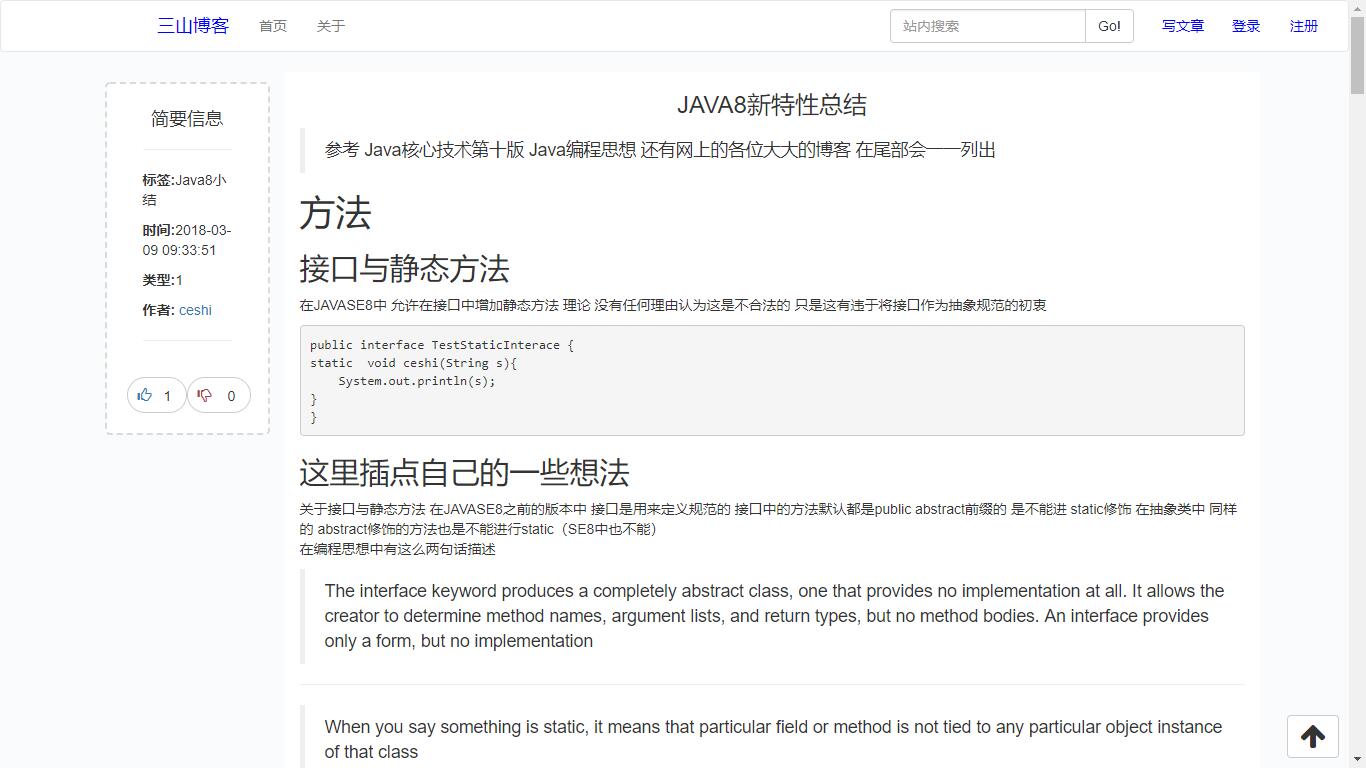 三山博客 首页 关于 站内搜索 Go! 写文章 登录 注册
简要信息
标签:Java8小
结
时间:2018-03-
09 09:33:51
类型:1
作者: ceshi
1 0
JAVA8新特性总结
参考 Java核心技术第十版 Java编程思想 还有网上的各位大大的博客 在尾部会一一列出
方法
接口与静态方法
在JAVASE8中 允许在接口中增加静态方法 理论 没有任何理由认为这是不合法的 只是这有违于将接口作为抽象规范的初衷
public interface TestStaticInterace {
static  void ceshi(String s){
    System.out.println(s);
}
}
这里插点自己的一些想法
关于接口与静态方法 在JAVASE8之前的版本中 接口是用来定义规范的 接口中的方法默认都是public abstract前缀的 是不能进 static修饰 在抽象类中 同样
的 abstract修饰的方法也是不能进行static（SE8中也不能）
在编程思想中有这么两句话描述
The interface keyword produces a completely abstract class, one that provides no implementation at all. It allows the
creator to determine method names, argument lists, and return types, but no method bodies. An interface provides
only a form, but no implementation
When you say something is static, it means that particular field or method is not tied to any particular object instance
of that class